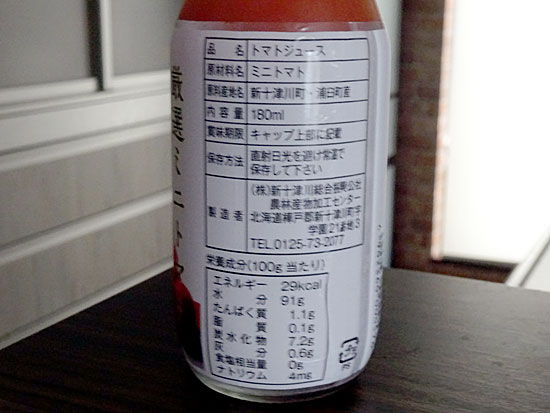 品 名 トマトジュース
原材料名 ミニトマト
原料産地名 新十津川町・浦臼町産
内容量 180ml
賞味期限 キャップ上部に記載
保存方法 直射日光を避け常温で
保存して下さい
製造者 (株)新十津川総合振興公社
農林産物加工センター
北海道樺戸郡新十津川町字
学園21番地3
TEL.0125-73-2077
栄養成分(100g当たり)
エネルギー 29kcal
水分 91g
たんぱく質 1.1g
脂質 0.1g
炭水化物 7.2g
灰分 0.6g
食塩相当量 0g
ナトリウム 4mg
厳選ミニトマ